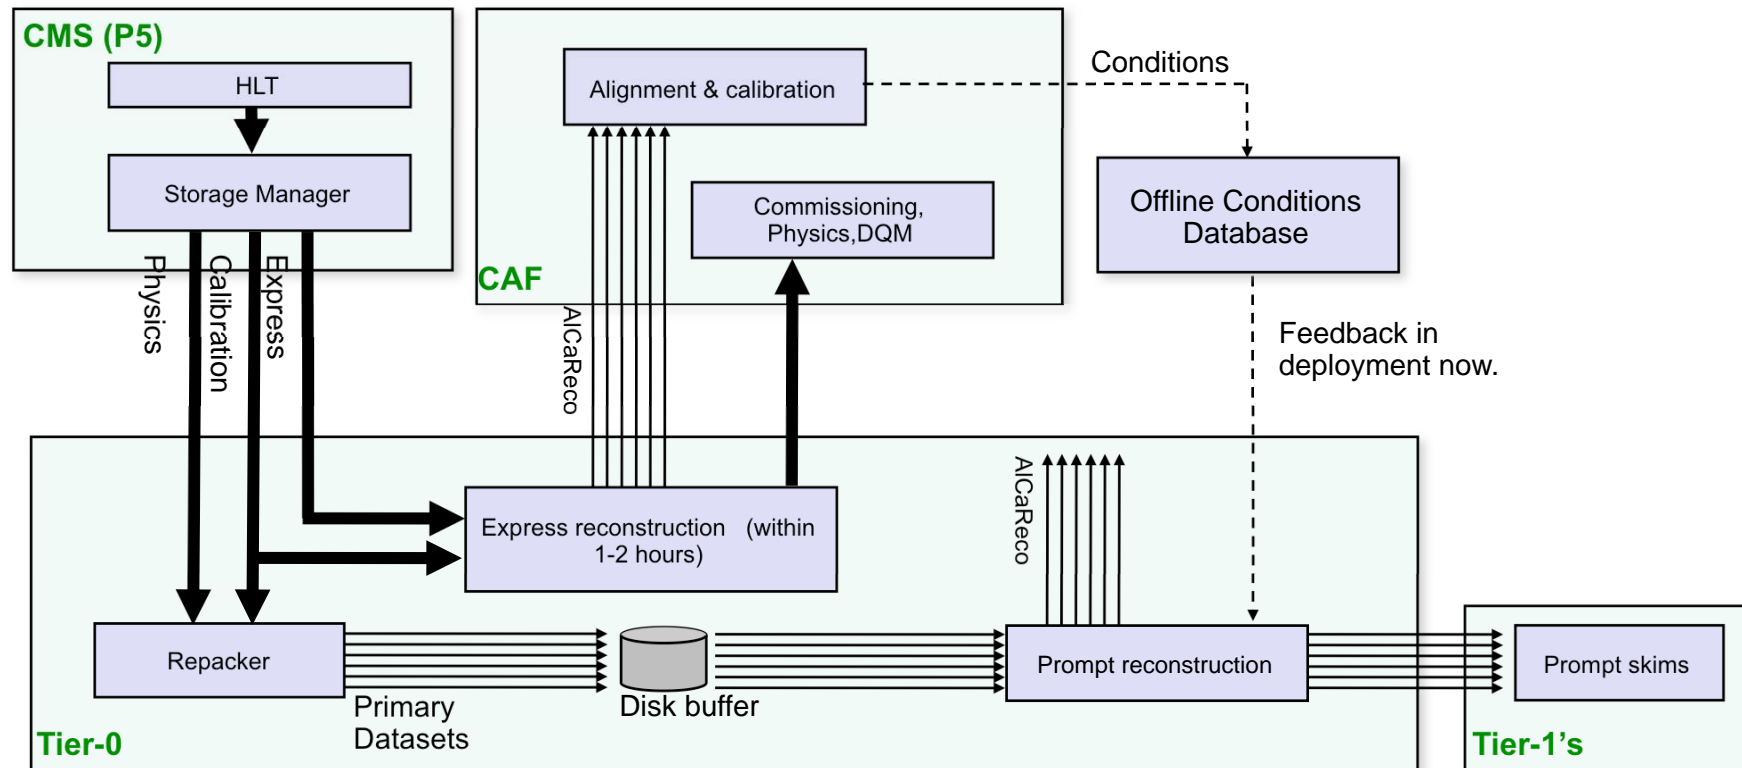 CMS (P5)
HLT
Storage Manager
Physics
Calibration
Express
Alignment & calibration
Commissioning,
Physics,DQM
CAF
AlCaReco
Conditions
Offline Conditions
Database
Feedback in
deployment now.
Express reconstruction (within
1-2 hours)
AlCaReco
Repacker
Primary
Datasets
Disk buffer
Prompt reconstruction
Prompt skims
Tier-0
Tier-1’s